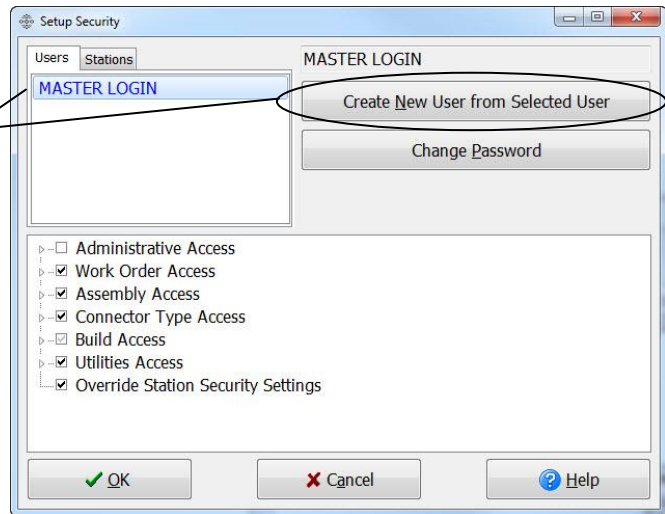 Setup Security
Users Stations
MASTER LOGIN
MASTER LOGIN
Create New User from Selected User
Change Password
Administrative Access
Work Order Access
Assembly Access
Connector Type Access
Build Access
Utilities Access
Override Station Security Settings
OK Cancel Help